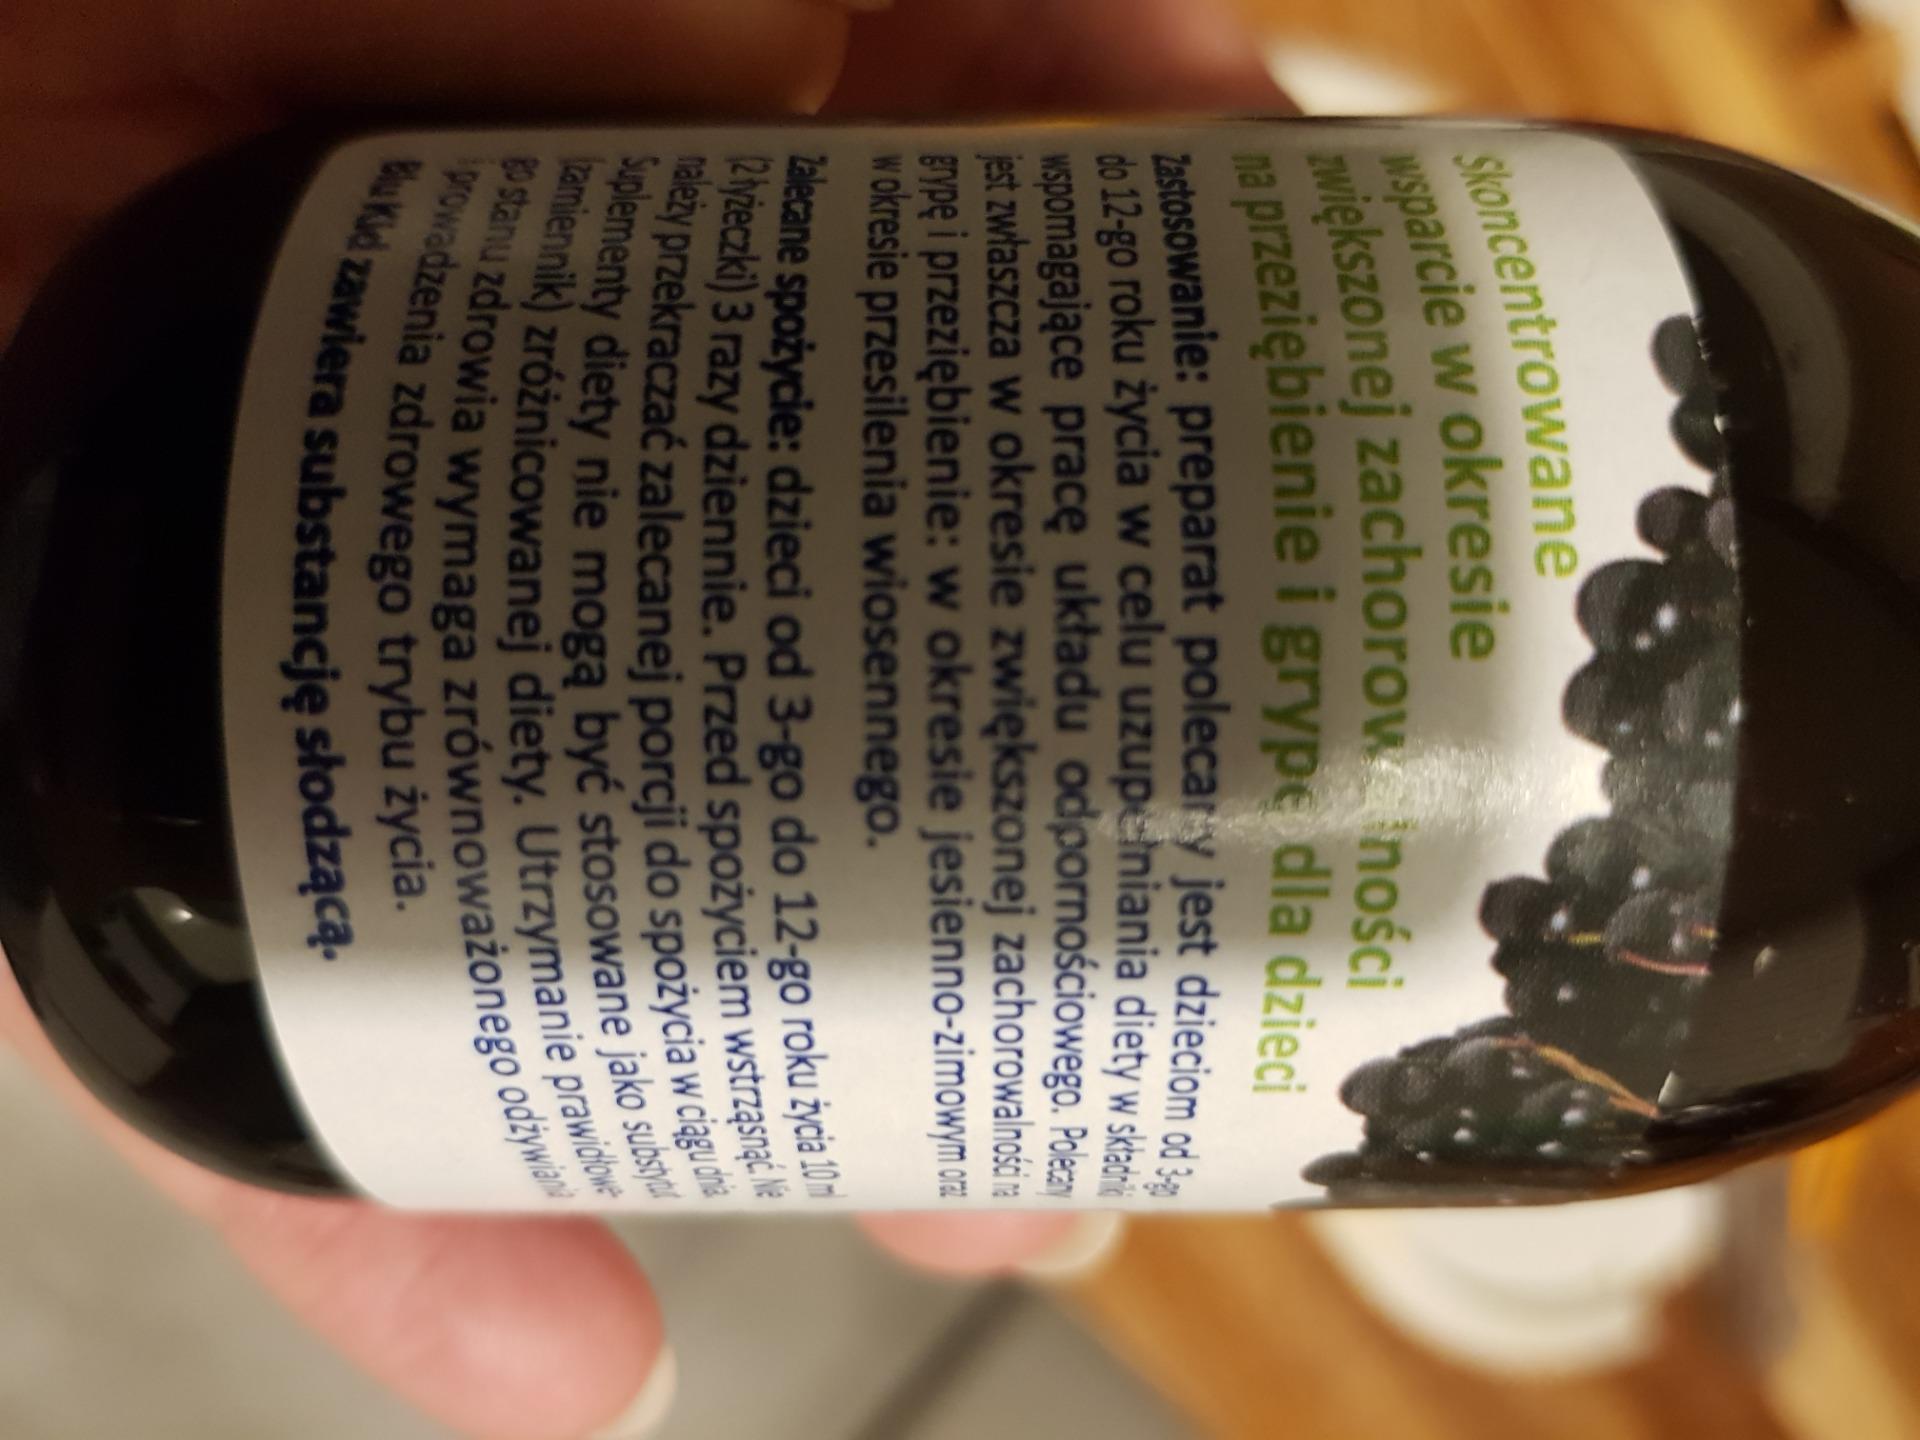 Skoncentrowane
wsparcie w okresie
zwiększonej zachorowalności
na przeziębienie i grypę dla dzieci
Zastosowanie: preparat polecany jest dzieciom od 3-go
do 12-go roku życia w celu uzupełniania diety w składniki
wspomagające pracę układu odpornościowego. Polecany
jest zwłaszcza w okresie zwiększonej zachorowalności na
grypę i przeziębienie: w okresie jesienno-zimowym oraz
w okresie przesilenia wiosennego.
Zalecane spożycie: dzieci od 3-go do 12-go roku życia 10 ml
(2 łyżeczki) 3 razy dziennie. Przed spożyciem wstrząsnąć. Nie
należy przekraczać zalecanej porcji do spożycia w ciągu dnia.
Suplementy diety nie mogą być stosowane jako substytut
(zamiennik) zróżnicowanej diety. Utrzymanie prawidłowe-
go stanu zdrowia wymaga zrównoważonego odżywiania
i prowadzenia zdrowego trybu życia.
Blu Kid zawiera substancję słodzącą.